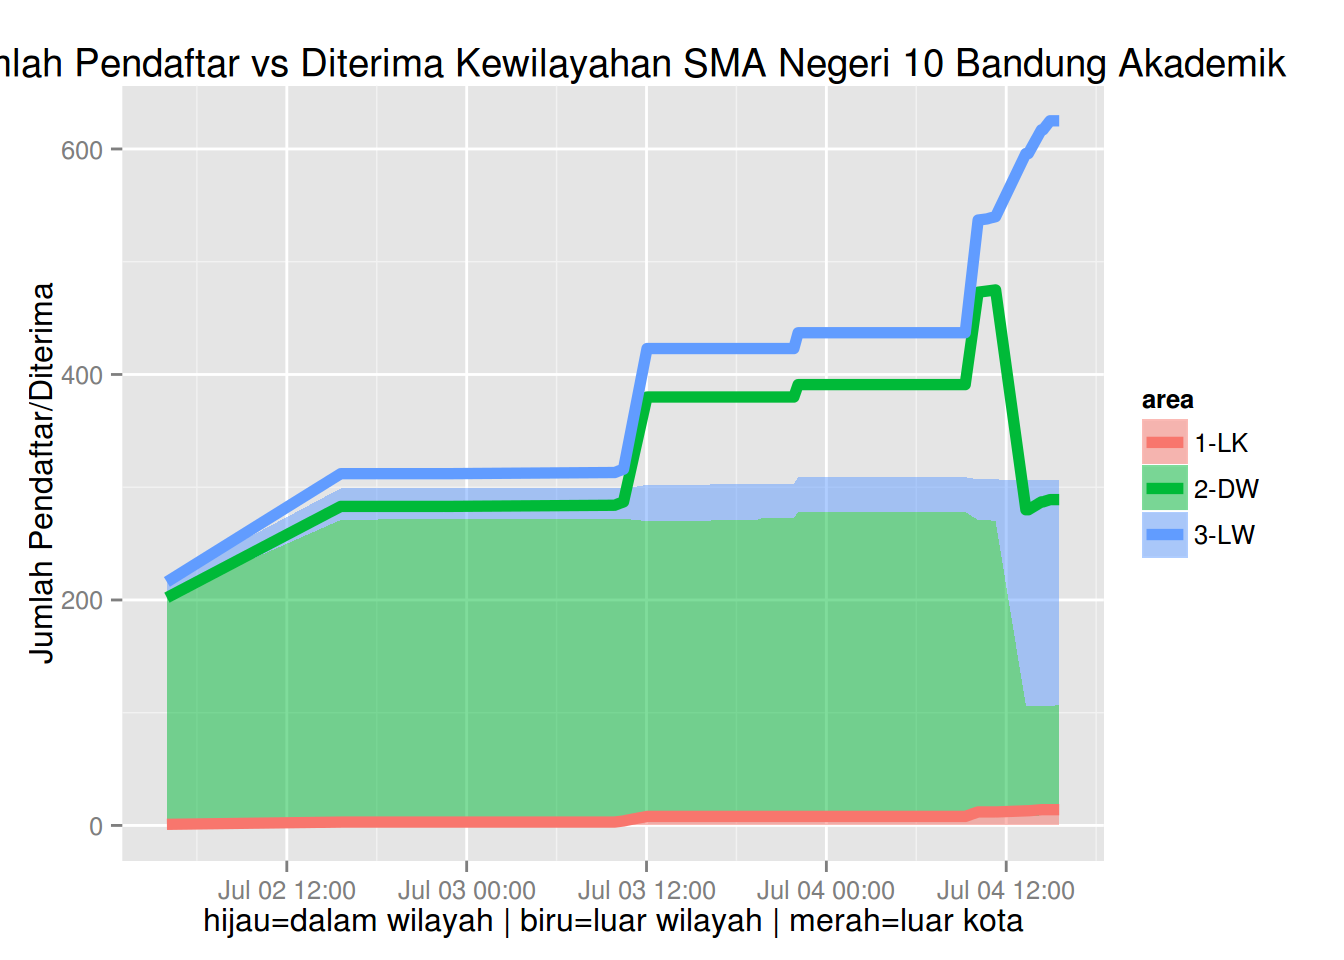 mlah Pendaftar vs Diterima Kewilayahan SMA Negeri 10 Bandung Akademik
Jumlah Pendaftar/Diterima
600
400
200
0
Jul 02 12:00
Jul 03 00:00
Jul 03 12:00
Jul 04 00:00
Jul 04 12:00
hijau=dalam wilayah | biru=luar wilayah | merah=luar kota
area
1-LK
2-DW
3-LW